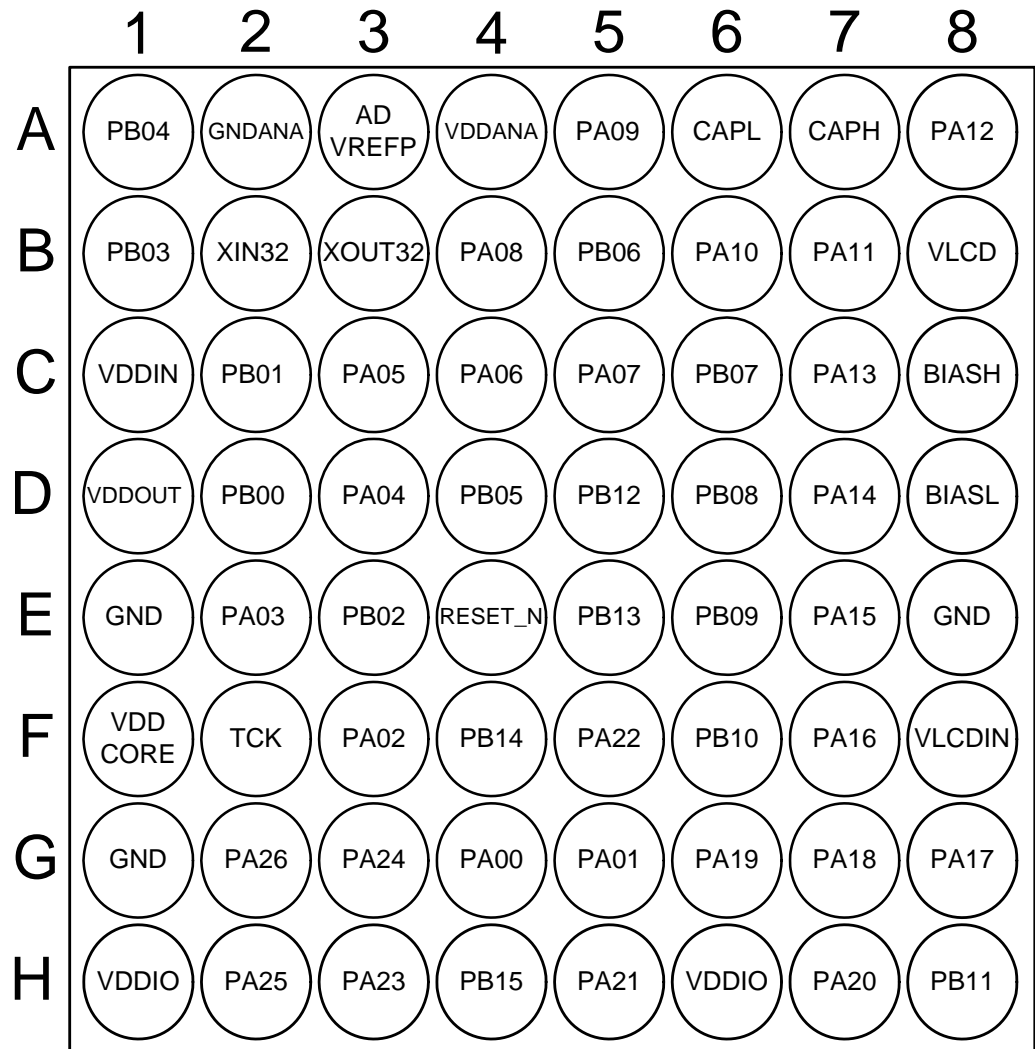 1 2 3 4 5 6 7 8
A PB04 GNDANA AD VREFP VDDANA PA09 CAPL CAPH PA12
B PB03 XIN32 XOUT32 PA08 PB06 PA10 PA11 VLCD
C VDDIN PB01 PA05 PA06 PA07 PB07 PA13 BIASH
D VDDOUT PB00 PA04 PB05 PB12 PB08 PA14 BIASL
E GND PA03 PB02 RESET_N PB13 PB09 PA15 GND
F VDD CORE TCK PA02 PB14 PA22 PB10 PA16 VLCDIN
G GND PA26 PA24 PA00 PA01 PA19 PA18 PA17
H VDDIO PA25 PA23 PB15 PA21 VDDIO PA20 PB11